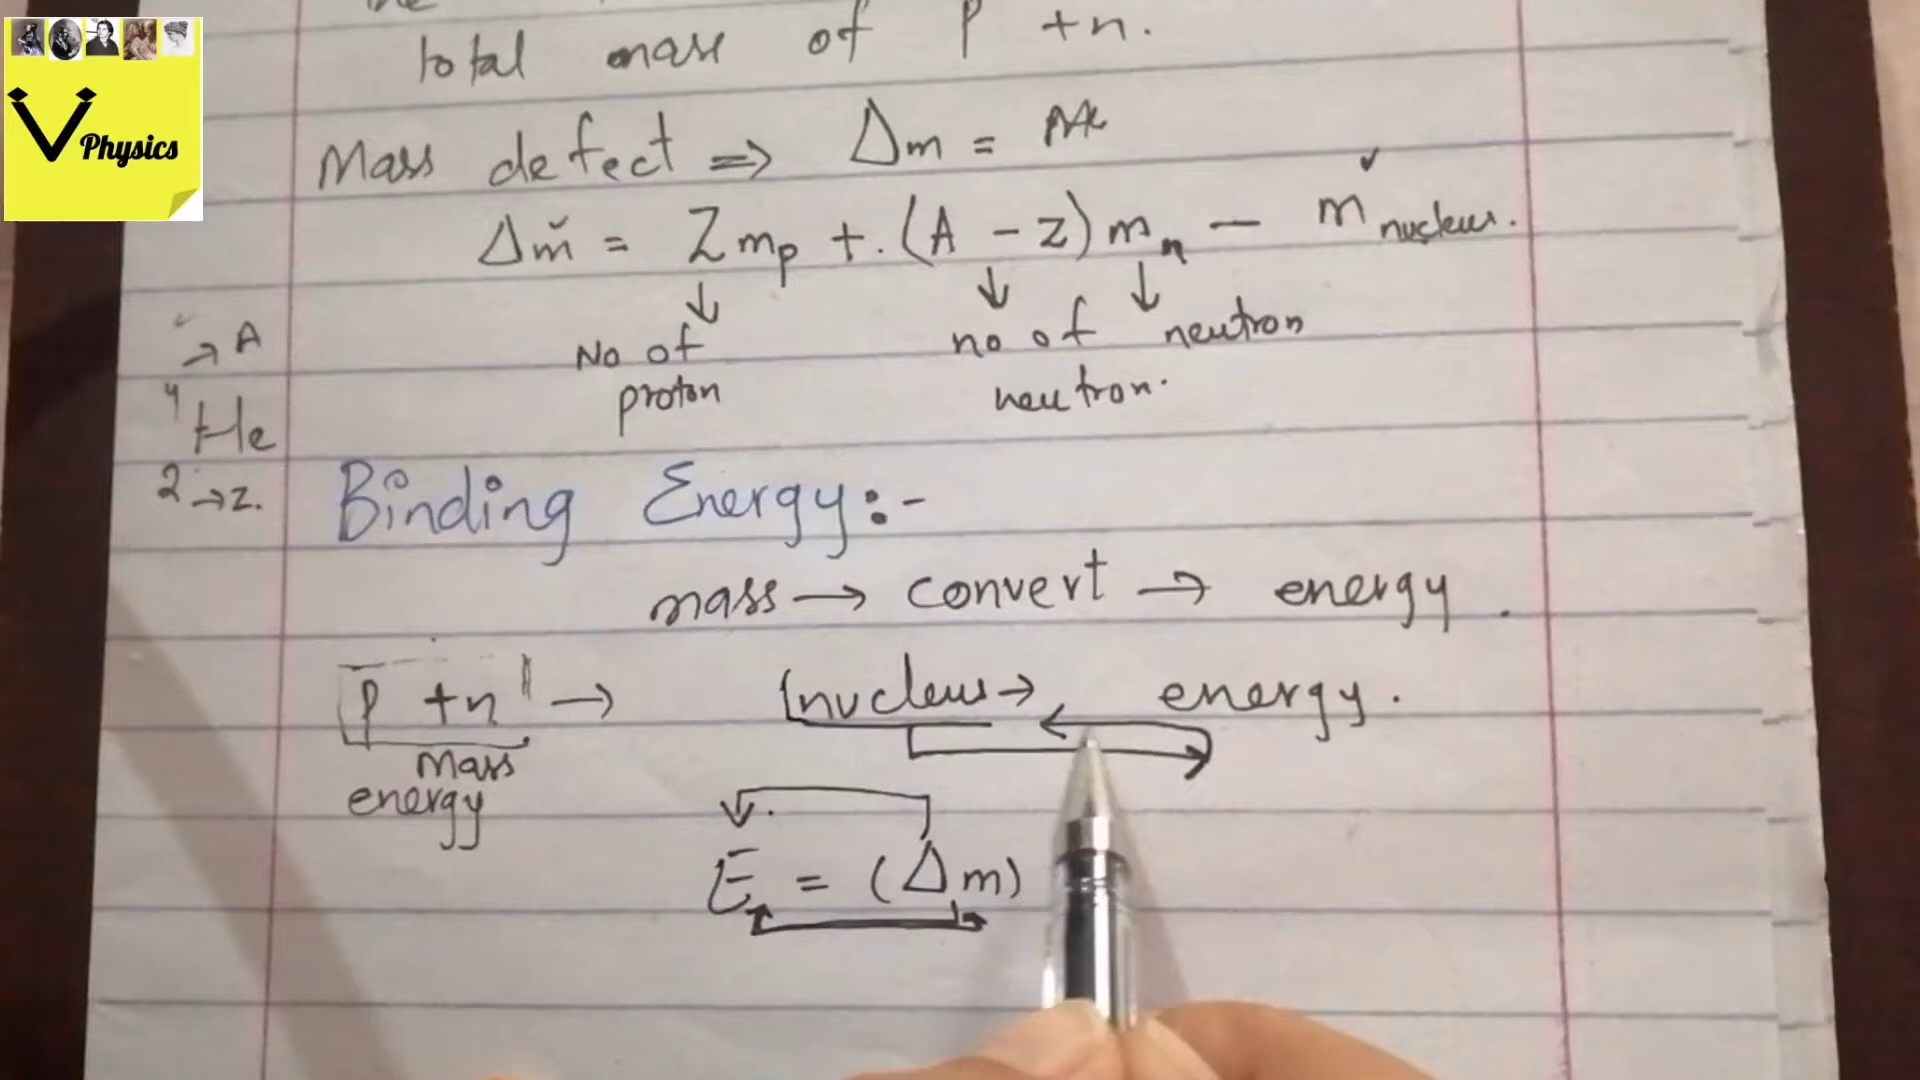 V Physics
the
total mass of P +n.
Mass defect ⇒ Δm =
Δm = Zmp + (A - z) mn - m nucleus.
↓ ↓ ↓
No of proton
no of neutron.
neutron
→ A
4
He
2 → z.
Binding Energy:-
mass → convert → energy.
P + n → nucleus → energy.
mass
energy
E = (Δm)